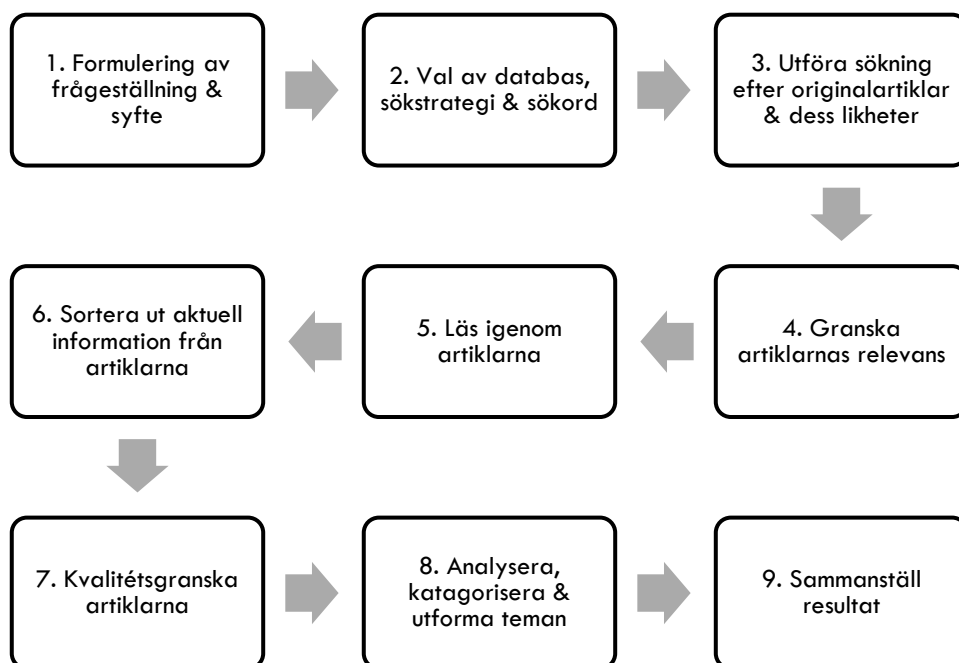 1. Formulering av
frågeställning &
syfte
2. Val av databas,
sökstrategi & sökord
3. Utföra sökning
efter originalartiklar
& dess likheter
4. Granska
artiklarnas relevans
5. Läs igenom
artiklarna
6. Sortera ut aktuell
information från
artiklarna
7. Kvalitétsgranska
artiklarna
8. Analysera,
katagorisera &
utforma teman
9. Sammanställ
resultat